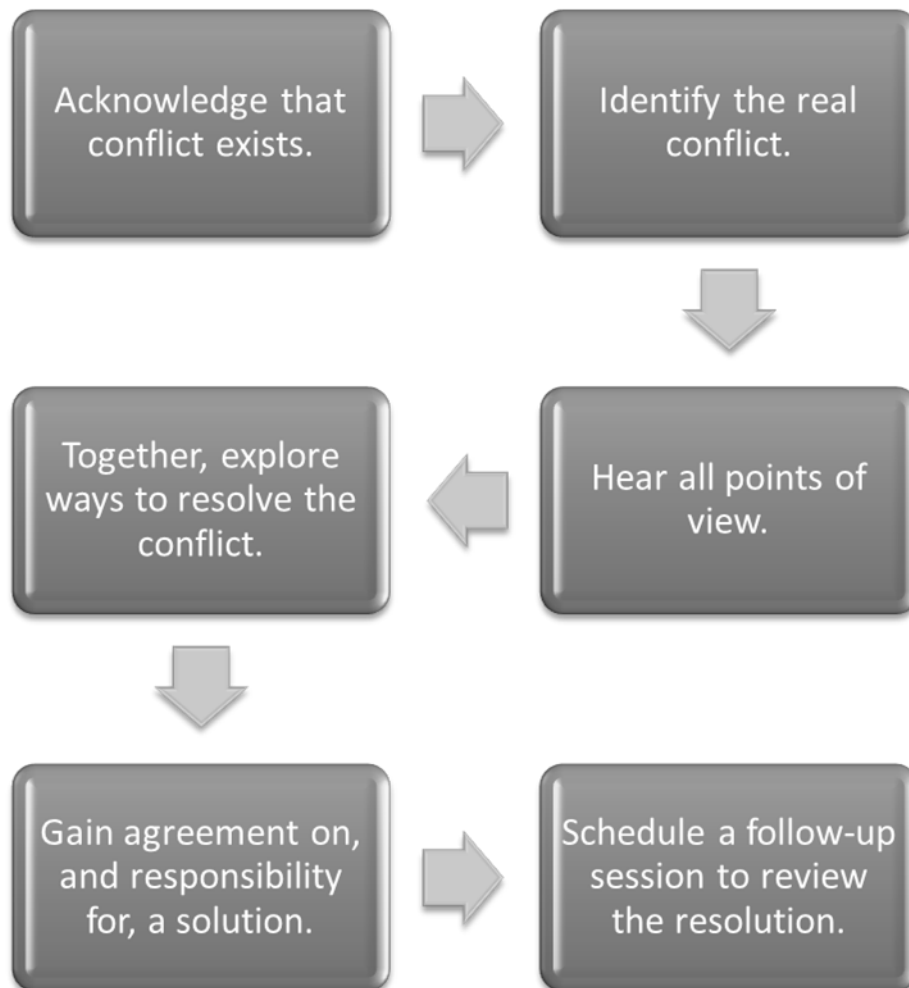 Acknowledge that
conflict exists.
Identify the real
conflict.
Hear all points of
view.
Together, explore
ways to resolve the
conflict.
Gain agreement on,
and responsibility
for, a solution.
Schedule a follow-up
session to review
the resolution.